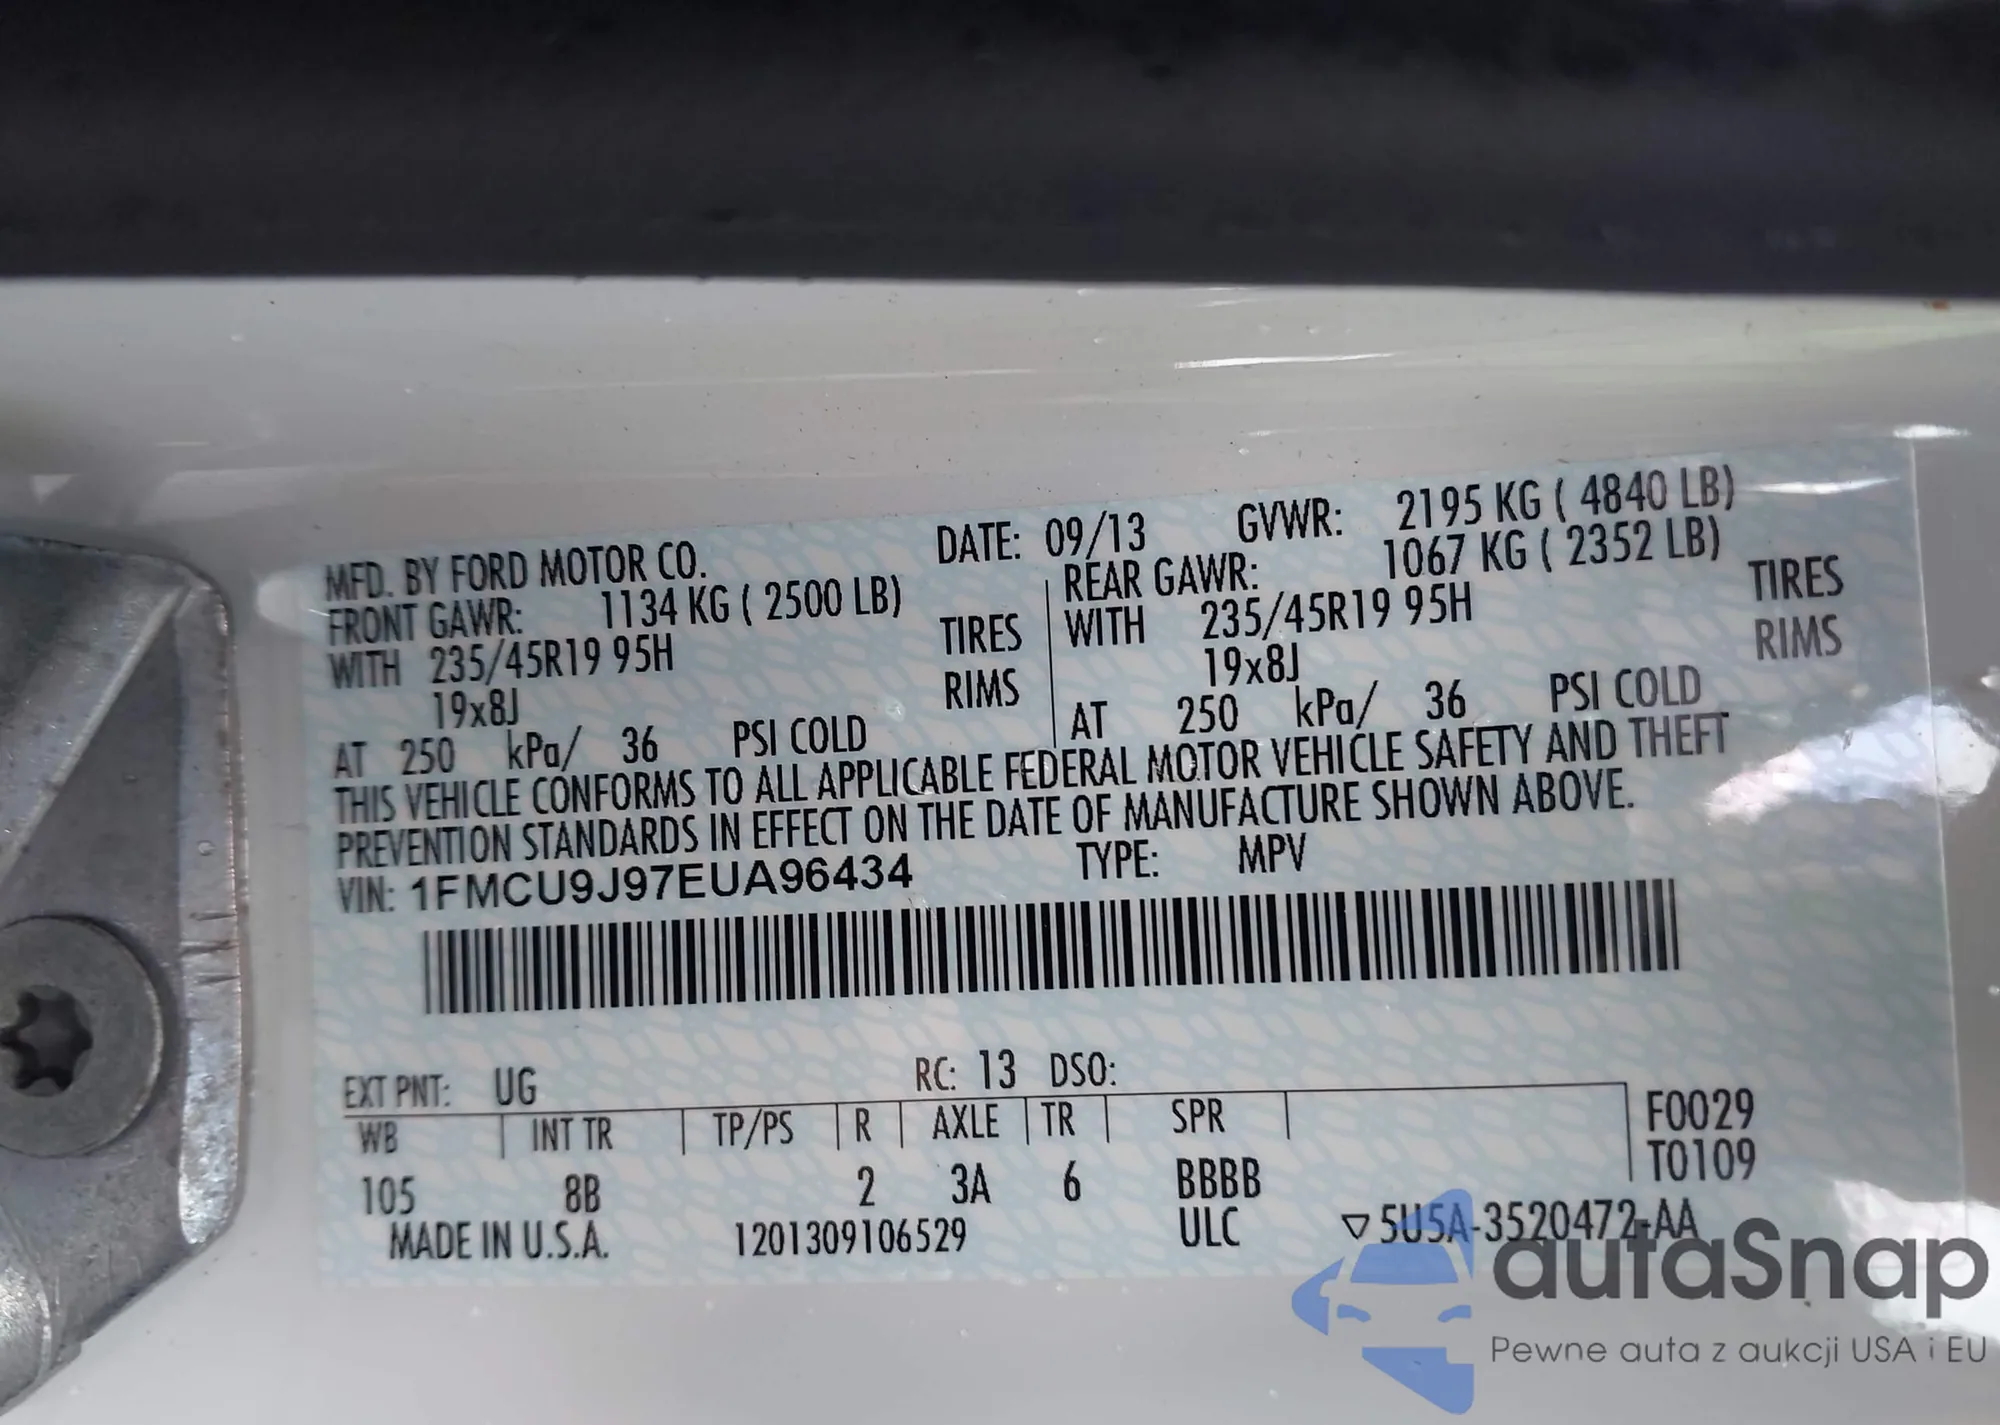 MFD. BY FORD MOTOR CO. DATE: 09/13 GVWR: 2195 KG ( 4840 LB)
FRONT GAWR: 1134 KG ( 2500 LB) REAR GAWR: 1067 KG ( 2352 LB)
WITH 235/45R19 95H TIRES WITH 235/45R19 95H TIRES
19x8J RIMS 19x8J RIMS
AT 250 kPa/ 36 PSI COLD AT 250 kPa/ 36 PSI COLD
THIS VEHICLE CONFORMS TO ALL APPLICABLE FEDERAL MOTOR VEHICLE SAFETY AND THEFT
PREVENTION STANDARDS IN EFFECT ON THE DATE OF MANUFACTURE SHOWN ABOVE.
VIN: 1FMCU9J97EUA96434 TYPE: MPV
EXT PNT: UG RC: 13 DSO:
WB INT TR TP/PS R AXLE TR SPR F0029
105 8B 2 3A 6 BBBB T0109
MADE IN U.S.A. 1201309106529 ULC ▽5U5A-3520472-AA
autaSnap
Pewne auta z aukcji USA i EU